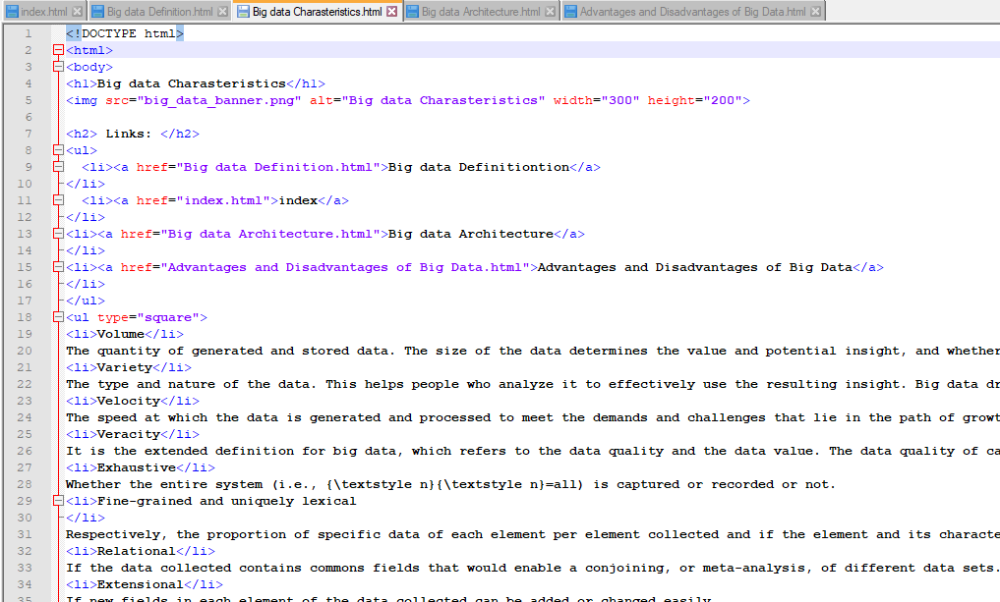 index.html Big data Definition.html Big data Charasteristics.html Big data Architecture.html Advantages and Disadvantages of Big Data.html
1 <!DOCTYPE html>
2 <html>
3 <body>
4 <h1>Big data Charasteristics</h1>
5 <img src="big_data_banner.png" alt="Big data Charasteristics" width="300" height="200">
6
7 <h2> Links: </h2>
8 <ul>
9 <li><a href="Big data Definition.html">Big data Definitiontion</a>
10 </li>
11 <li><a href="index.html">index</a>
12 </li>
13 <li><a href="Big data Architecture.html">Big data Architecture</a>
14 </li>
15 <li><a href="Advantages and Disadvantages of Big Data.html">Advantages and Disadvantages of Big Data</a>
16 </li>
17 </ul>
18 <ul type="square">
19 <li>Volume</li>
20 The quantity of generated and stored data. The size of the data determines the value and potential insight, and whether
21 <li>Variety</li>
22 The type and nature of the data. This helps people who analyze it to effectively use the resulting insight. Big data dr
23 <li>Velocity</li>
24 The speed at which the data is generated and processed to meet the demands and challenges that lie in the path of growt
25 <li>Veracity</li>
26 It is the extended definition for big data, which refers to the data quality and the data value. The data quality of ca
27 <li>Exhaustive</li>
28 Whether the entire system (i.e., {\textstyle n}{\textstyle n}=all) is captured or recorded or not.
29 <li>Fine-grained and uniquely lexical
30 </li>
31 Respectively, the proportion of specific data of each element per element collected and if the element and its characte
32 <li>Relational</li>
33 If the data collected contains commons fields that would enable a conjoining, or meta-analysis, of different data sets.
34 <li>Extensional</li>
35 If new fields in each element of the data collected can be added or changed easily.